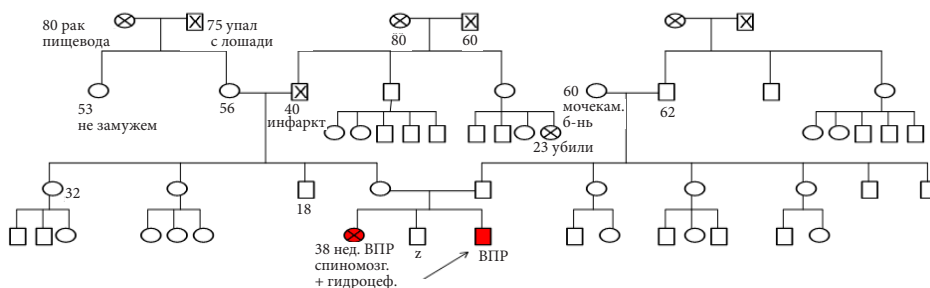 80 рак
пищевода
75 упал
с лошади
80
60
53
не замужем
56
40
инфаркт
60
мочекам.
б-нь
62
23 убили
32
18
38 нед. ВПР
спиномозг.
+ гидроцеф.
z
ВПР